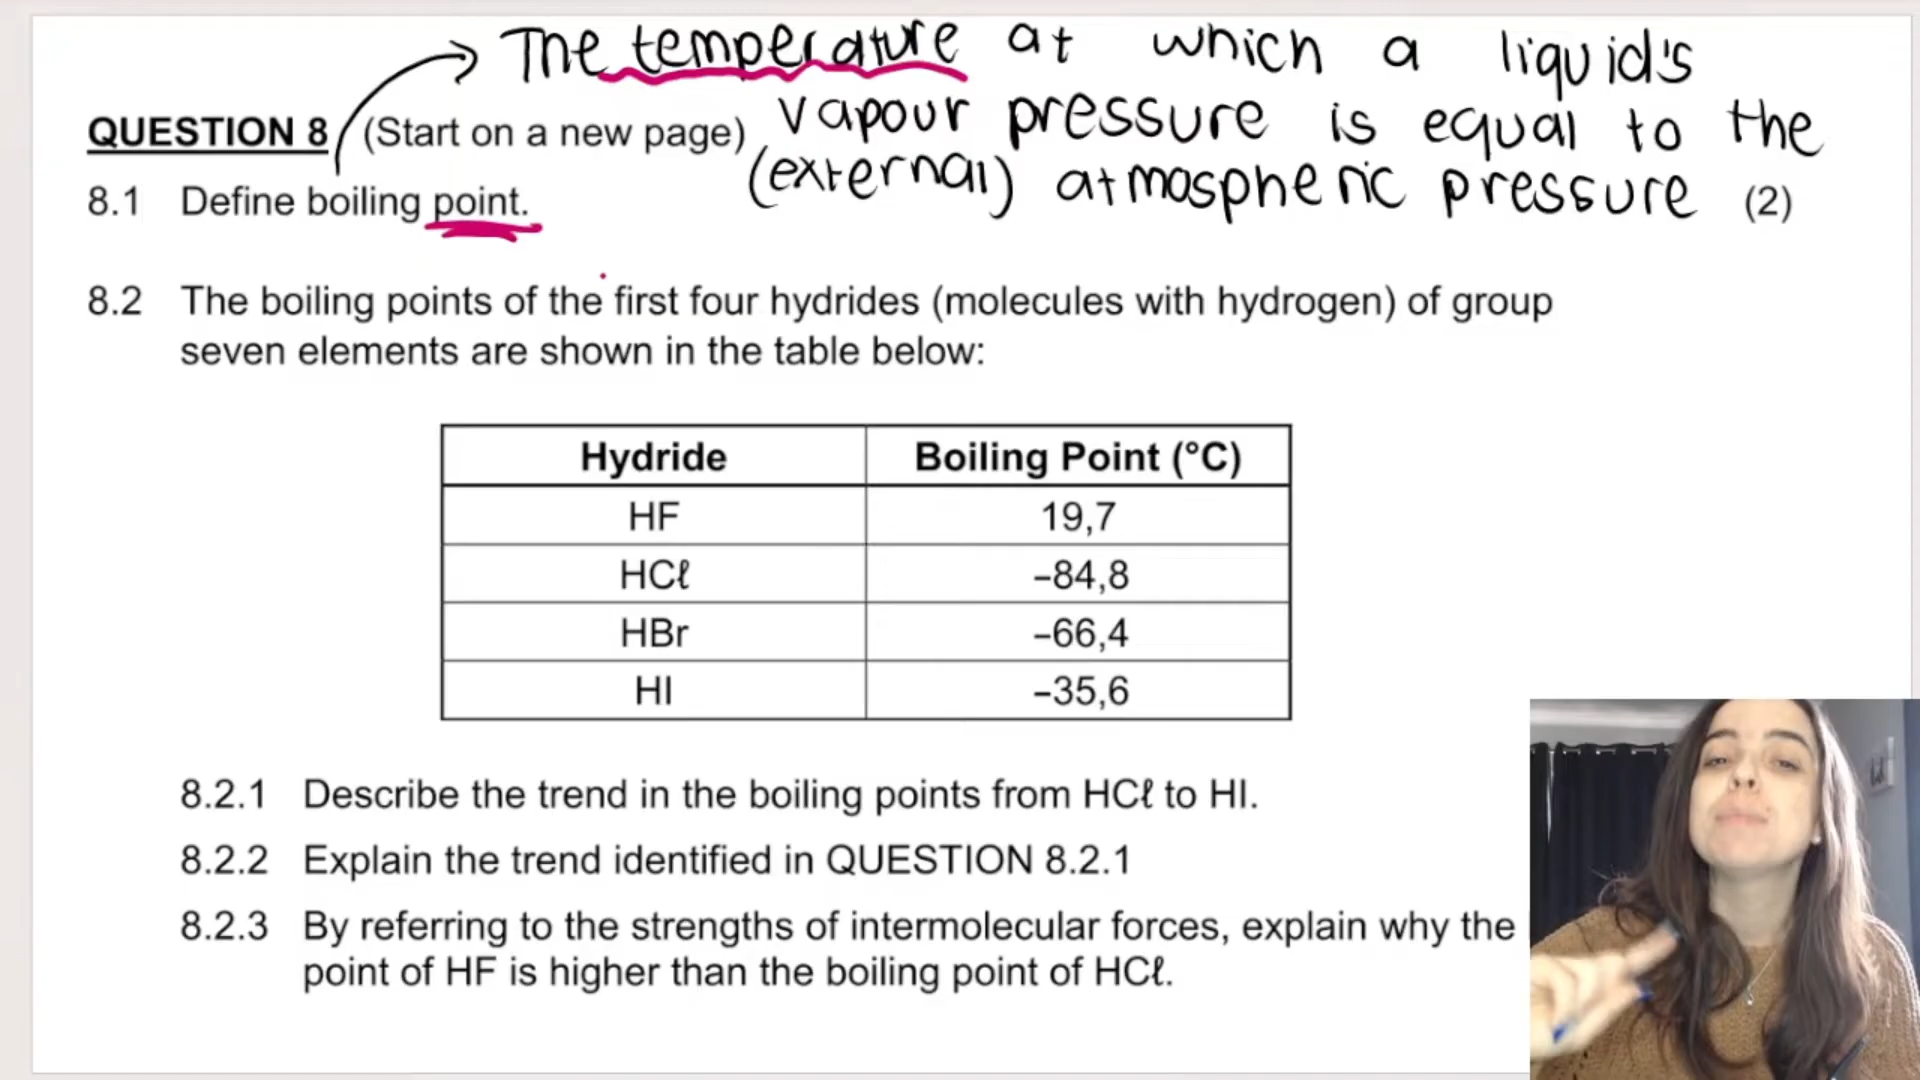 The temperature at which a liquid's
vapour pressure is equal to the
(external) atmospheric pressure (2)
QUESTION 8 (Start on a new page)
8.1 Define boiling point.
8.2 The boiling points of the first four hydrides (molecules with hydrogen) of group
seven elements are shown in the table below:
Hydride Boiling Point (°C)
HF 19,7
HCℓ –84,8
HBr –66,4
HI –35,6
8.2.1 Describe the trend in the boiling points from HCℓ to HI.
8.2.2 Explain the trend identified in QUESTION 8.2.1
8.2.3 By referring to the strengths of intermolecular forces, explain why the
point of HF is higher than the boiling point of HCℓ.